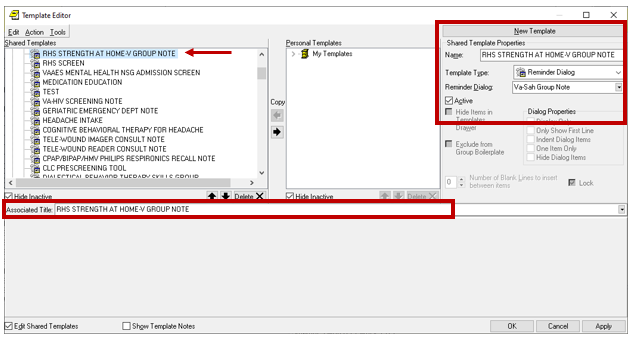 Template Editor
Edit Action Tools
New Template
Shared Templates
RHS STRENGTH AT HOME-V GROUP NOTE
RHS SCREEN
VAAES MENTAL HEALTH NSG ADMISSION SCREEN
MEDICATION EDUCATION
TEST
VA-HIV SCREENING NOTE
GERIATRIC EMERGENCY DEPT NOTE
HEADACHE INTAKE
COGNITIVE BEHAVIORAL THERAPY FOR HEADACHE
TELE-WOUND IMAGER CONSULT NOTE
TELE-WOUND READER CONSULT NOTE
CPAP/BIPAP/HMV PHILIPS RESPIRONICS RECALL NOTE
CLC PRESCREENING TOOL
DIALECTICAL BEHAVIOR THERAPY SKILLS GROUP
Hide Inactive
Delete
Copy
Personal Templates
My Templates
Hide Inactive
Delete
Shared Template Properties
Name: RHS STRENGTH AT HOME-V GROUP NOTE
Template Type: Reminder Dialog
Reminder Dialog: Va-Sah Group Note
Active
Hide Items in
Templates
Drawer
Exclude from
Group Boilerplate
Dialog Properties
Display Only
Only Show First Line
Indent Dialog Items
One Item Only
Hide Dialog Items
0 Number of Blank Lines to insert
between items
Lock
Associated Title: RHS STRENGTH AT HOME-V GROUP NOTE
Edit Shared Templates
Show Template Notes
OK
Cancel
Apply